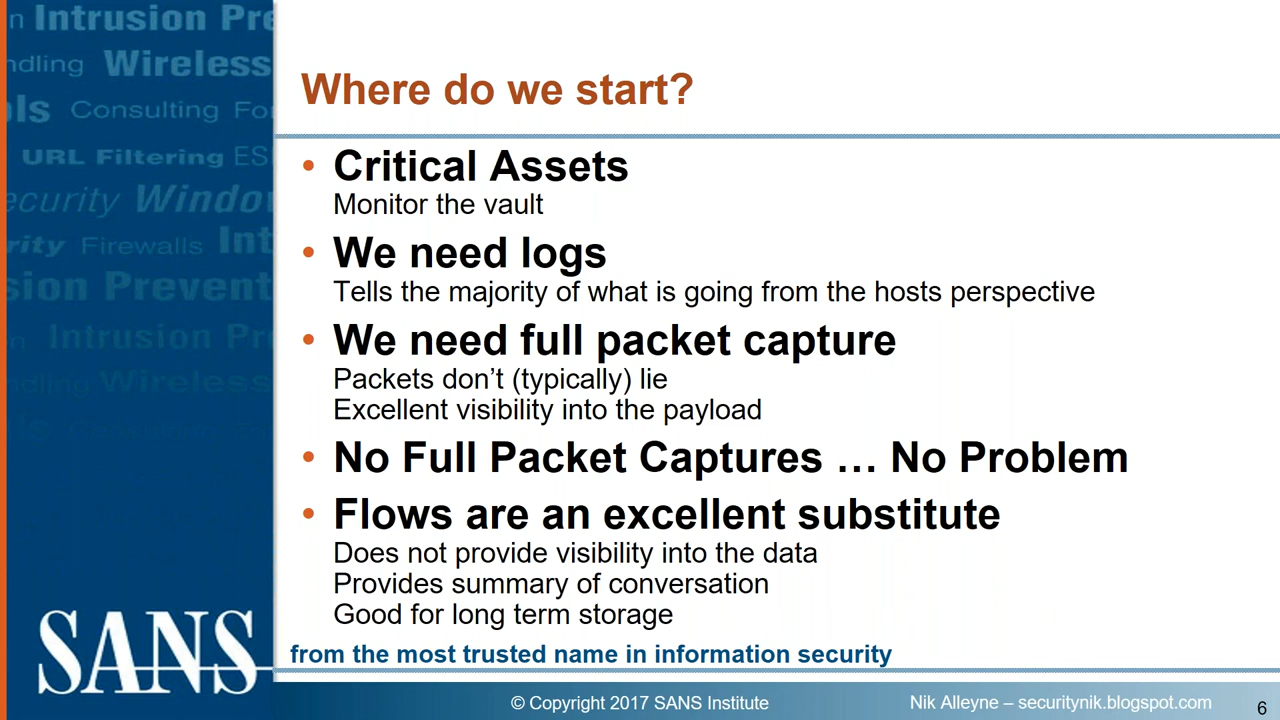 n Intrusion Pre
ndling Wireless
ols Consulting For
URL Filtering ES
ecurity Window
rity Firewalls Int
sion Prevent
n Intrusion Pr
ndling Wireless
Where do we start?
• Critical Assets
Monitor the vault
• We need logs
Tells the majority of what is going from the hosts perspective
• We need full packet capture
Packets don't (typically) lie
Excellent visibility into the payload
• No Full Packet Captures … No Problem
• Flows are an excellent substitute
Does not provide visibility into the data
Provides summary of conversation
Good for long term storage
SANS
from the most trusted name in information security
© Copyright 2017 SANS Institute
Nik Alleyne – securitynik.blogspot.com
6